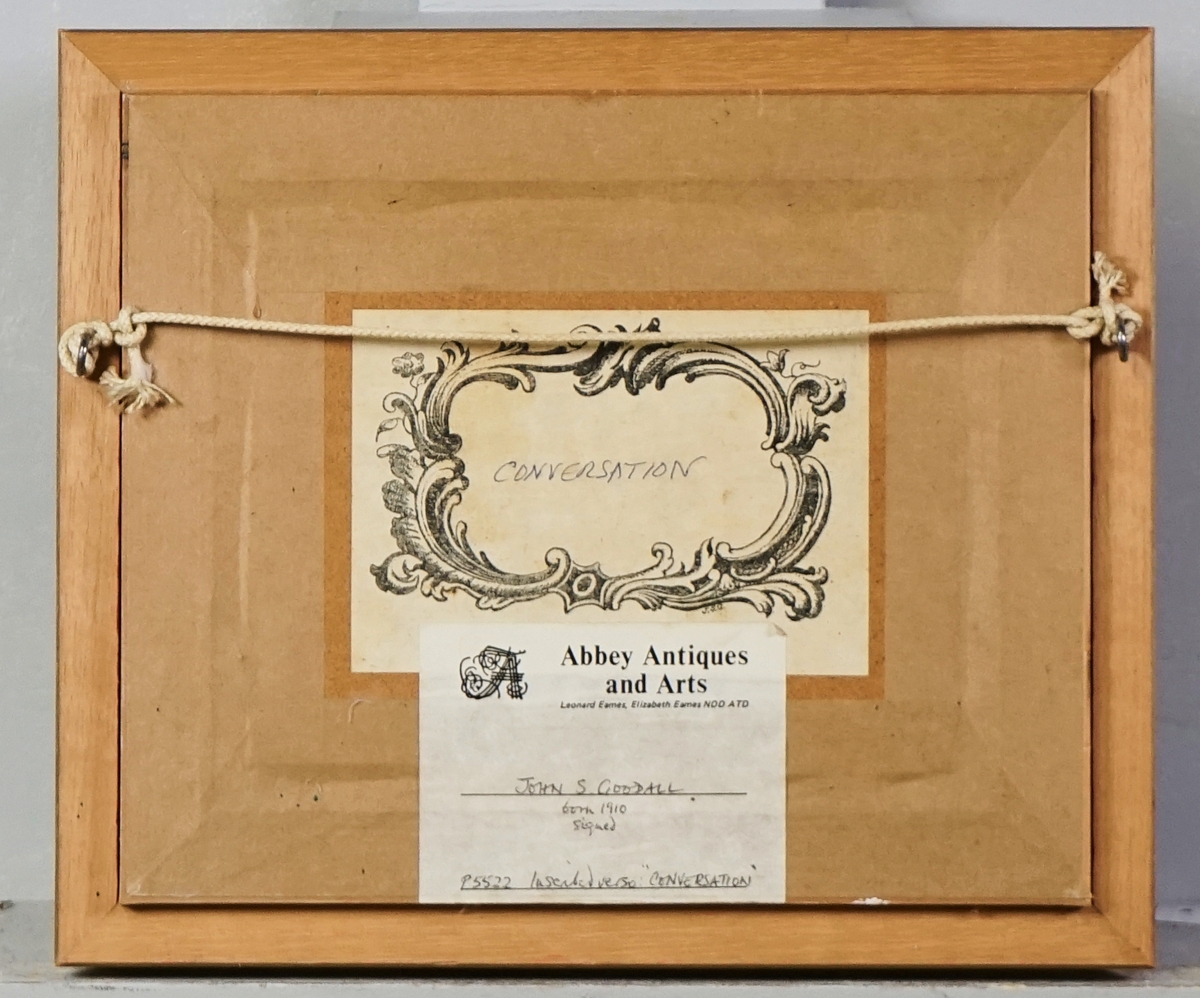 CONVERSATION
J.S.G.
Abbey Antiques
and Arts
Leonard Eames, Elizabeth Eames NDD ATD
JOHN S. GOODALL
born 1910
Signed
P5522 Inscribed verso "CONVERSATION"